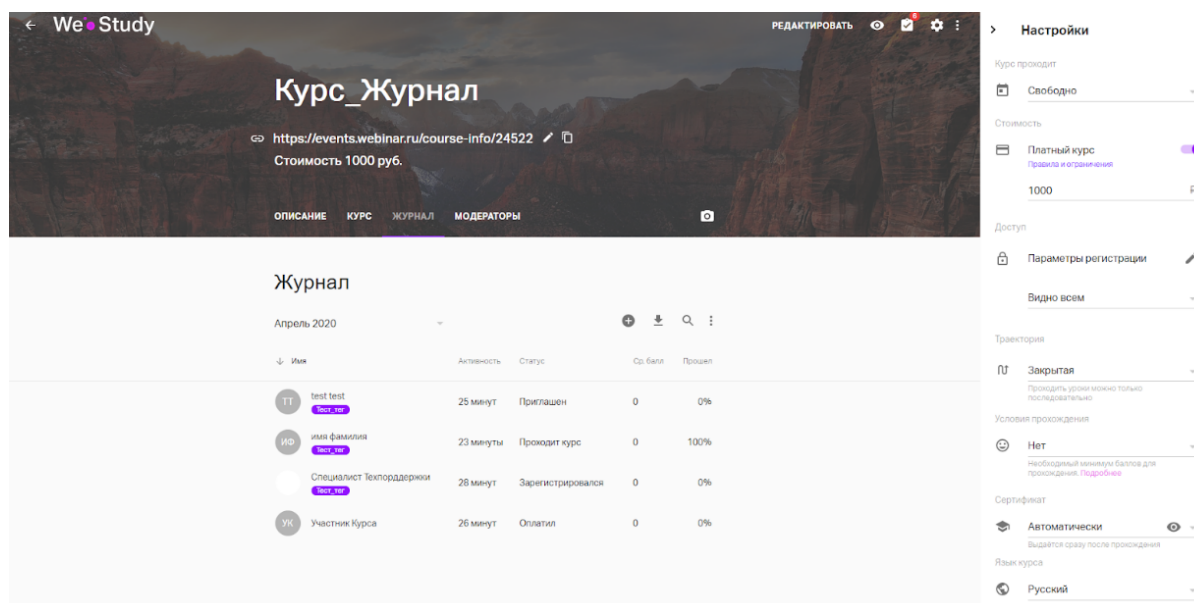 We Study
РЕДАКТИРОВАТЬ
6
Курс_Журнал
https://events.webinar.ru/course-info/24522
Стоимость 1000 руб.
ОПИСАНИЕ КУРС ЖУРНАЛ МОДЕРАТОРЫ
Журнал
Апрель 2020
Имя Активность Статус Ср. балл Прошел
ТТ test test 25 минут Приглашен 0 0%
Тест_тег
ИФ имя фамилия 23 минуты Проходит курс 0 100%
Тест_тег
Специалист Техпорддержки 28 минут Зарегистрировался 0 0%
Тест_тег
УК Участник Курса 26 минут Оплатил 0 0%
Настройки
Курс проходит
Свободно
Стоимость
Платный курс
Правила и ограничения
1000
Доступ
Параметры регистрации
Видно всем
Траектория
Закрытая
Проходить уроки можно только
последовательно
Условия прохождения
Нет
Необходимый минимум баллов для
прохождения. Подробнее
Сертификат
Автоматически
Выдаётся сразу после прохождения
Язык курса
Русский